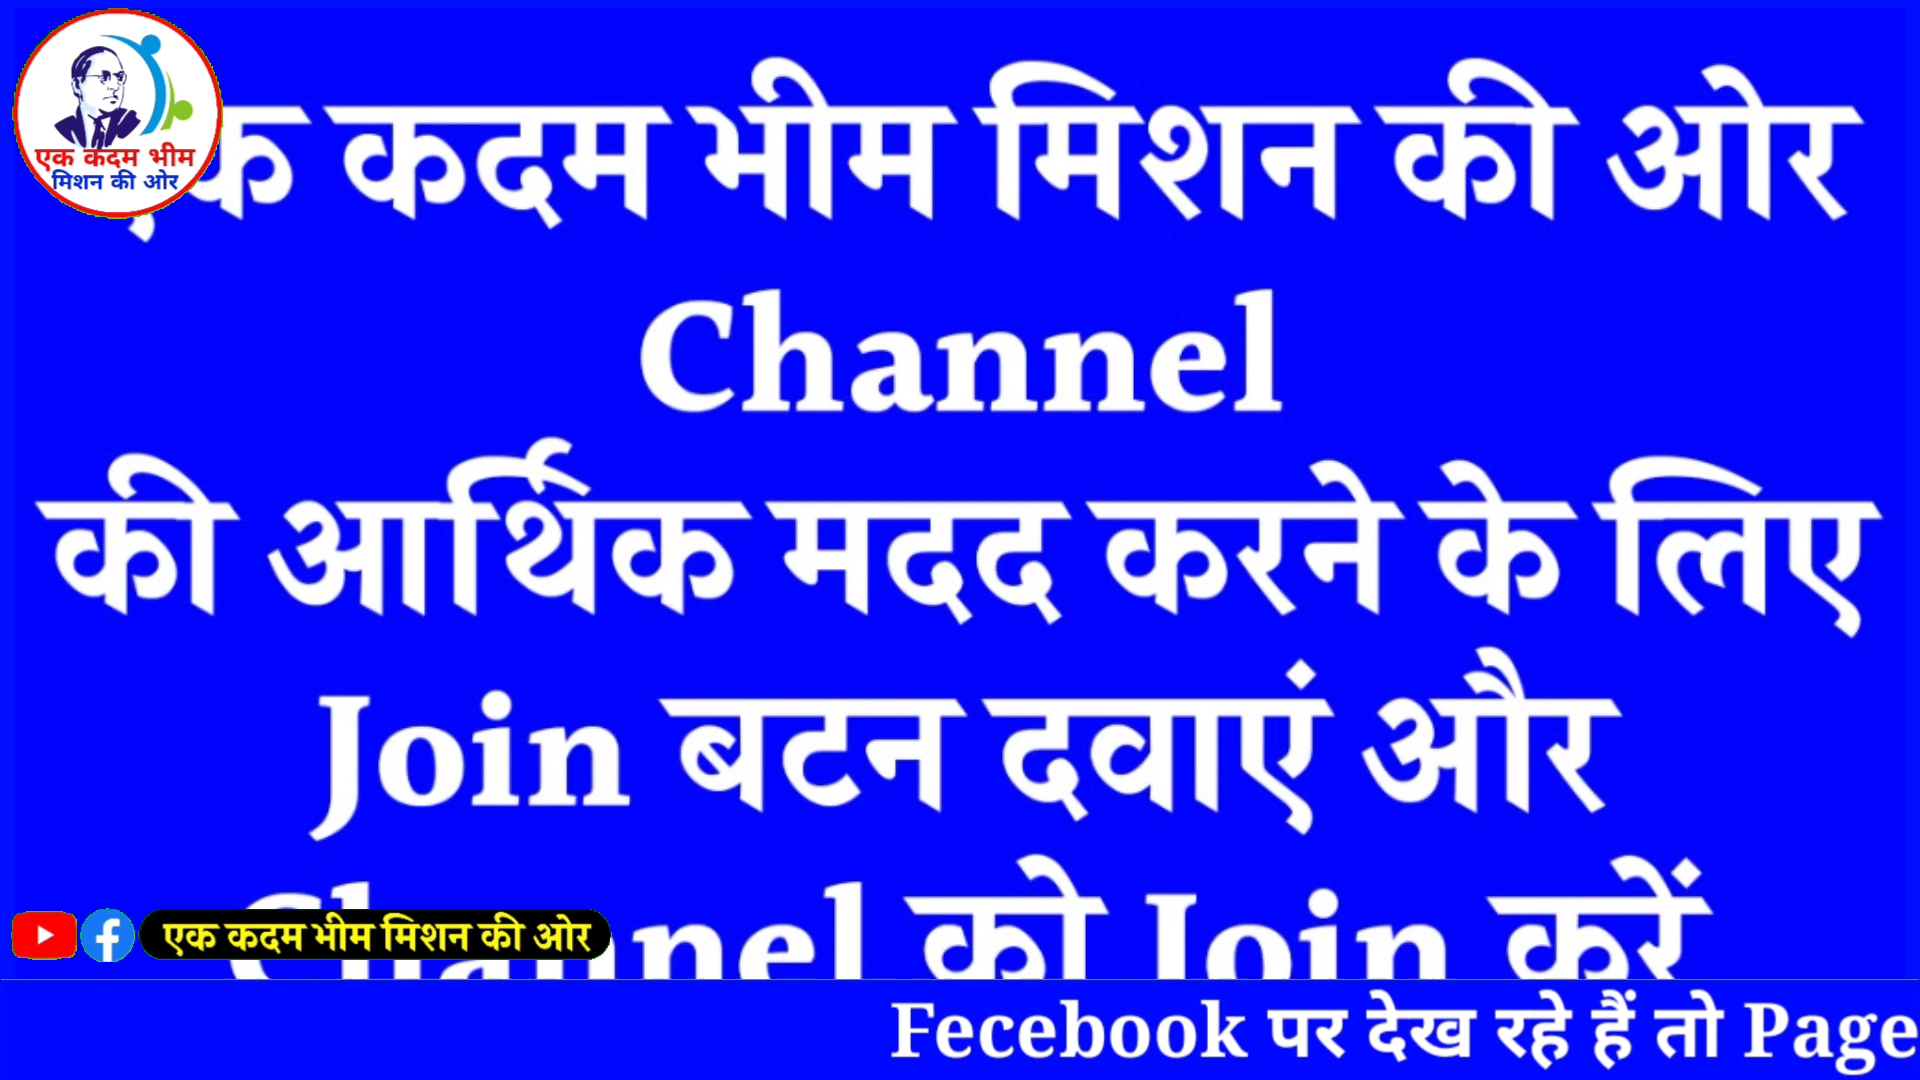 एक कदम भीम
मिशन की ओर
क कदम भीम मिशन की ओर
Channel
की आर्थिक मदद करने के लिए
Join बटन दवाएं और
Channel को Join करें
एक कदम भीम मिशन की ओर
Fecebook पर देख रहे हैं तो Page